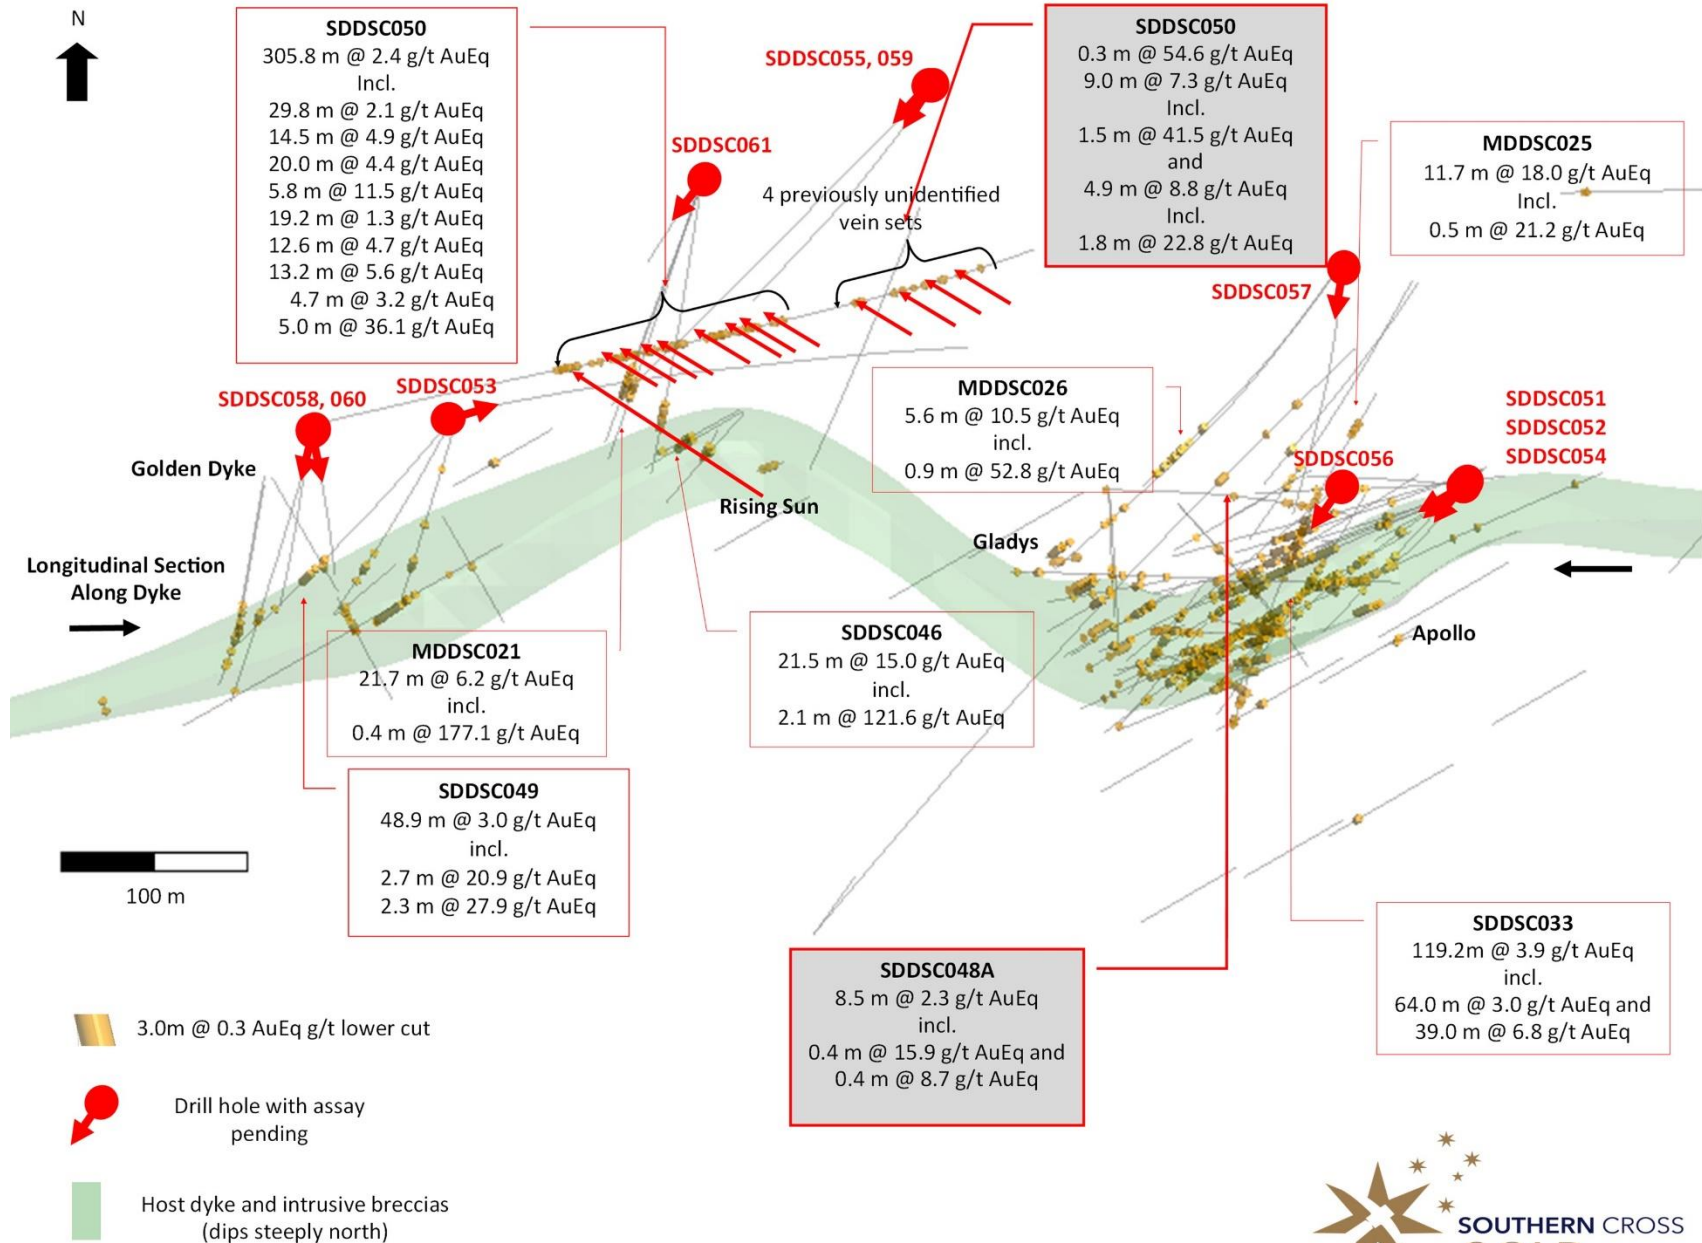 N
SDDSC050
305.8 m @ 2.4 g/t AuEq
Incl.
29.8 m @ 2.1 g/t AuEq
14.5 m @ 4.9 g/t AuEq
20.0 m @ 4.4 g/t AuEq
5.8 m @ 11.5 g/t AuEq
19.2 m @ 1.3 g/t AuEq
12.6 m @ 4.7 g/t AuEq
13.2 m @ 5.6 g/t AuEq
4.7 m @ 3.2 g/t AuEq
5.0 m @ 36.1 g/t AuEq
SDDSC055, 059
SDDSC061
4 previously unidentified
vein sets
SDDSC050
0.3 m @ 54.6 g/t AuEq
9.0 m @ 7.3 g/t AuEq
Incl.
1.5 m @ 41.5 g/t AuEq
and
4.9 m @ 8.8 g/t AuEq
Incl.
1.8 m @ 22.8 g/t AuEq
MDDSC025
11.7 m @ 18.0 g/t AuEq
Incl.
0.5 m @ 21.2 g/t AuEq
SDDSC057
SDDSC058, 060
SDDSC053
MDDSC026
5.6 m @ 10.5 g/t AuEq
incl.
0.9 m @ 52.8 g/t AuEq
SDDSC051
SDDSC052
SDDSC054
SDDSC056
Golden Dyke
Rising Sun
Gladys
Longitudinal Section
Along Dyke
Apollo
MDDSC021
21.7 m @ 6.2 g/t AuEq
incl.
0.4 m @ 177.1 g/t AuEq
SDDSC046
21.5 m @ 15.0 g/t AuEq
incl.
2.1 m @ 121.6 g/t AuEq
SDDSC049
48.9 m @ 3.0 g/t AuEq
incl.
2.7 m @ 20.9 g/t AuEq
2.3 m @ 27.9 g/t AuEq
100 m
SDDSC048A
8.5 m @ 2.3 g/t AuEq
incl.
0.4 m @ 15.9 g/t AuEq and
0.4 m @ 8.7 g/t AuEq
SDDSC033
119.2m @ 3.9 g/t AuEq
incl.
64.0 m @ 3.0 g/t AuEq and
39.0 m @ 6.8 g/t AuEq
3.0m @ 0.3 AuEq g/t lower cut
Drill hole with assay
pending
Host dyke and intrusive breccias
(dips steeply north)
SOUTHERN CROSS
GOLD